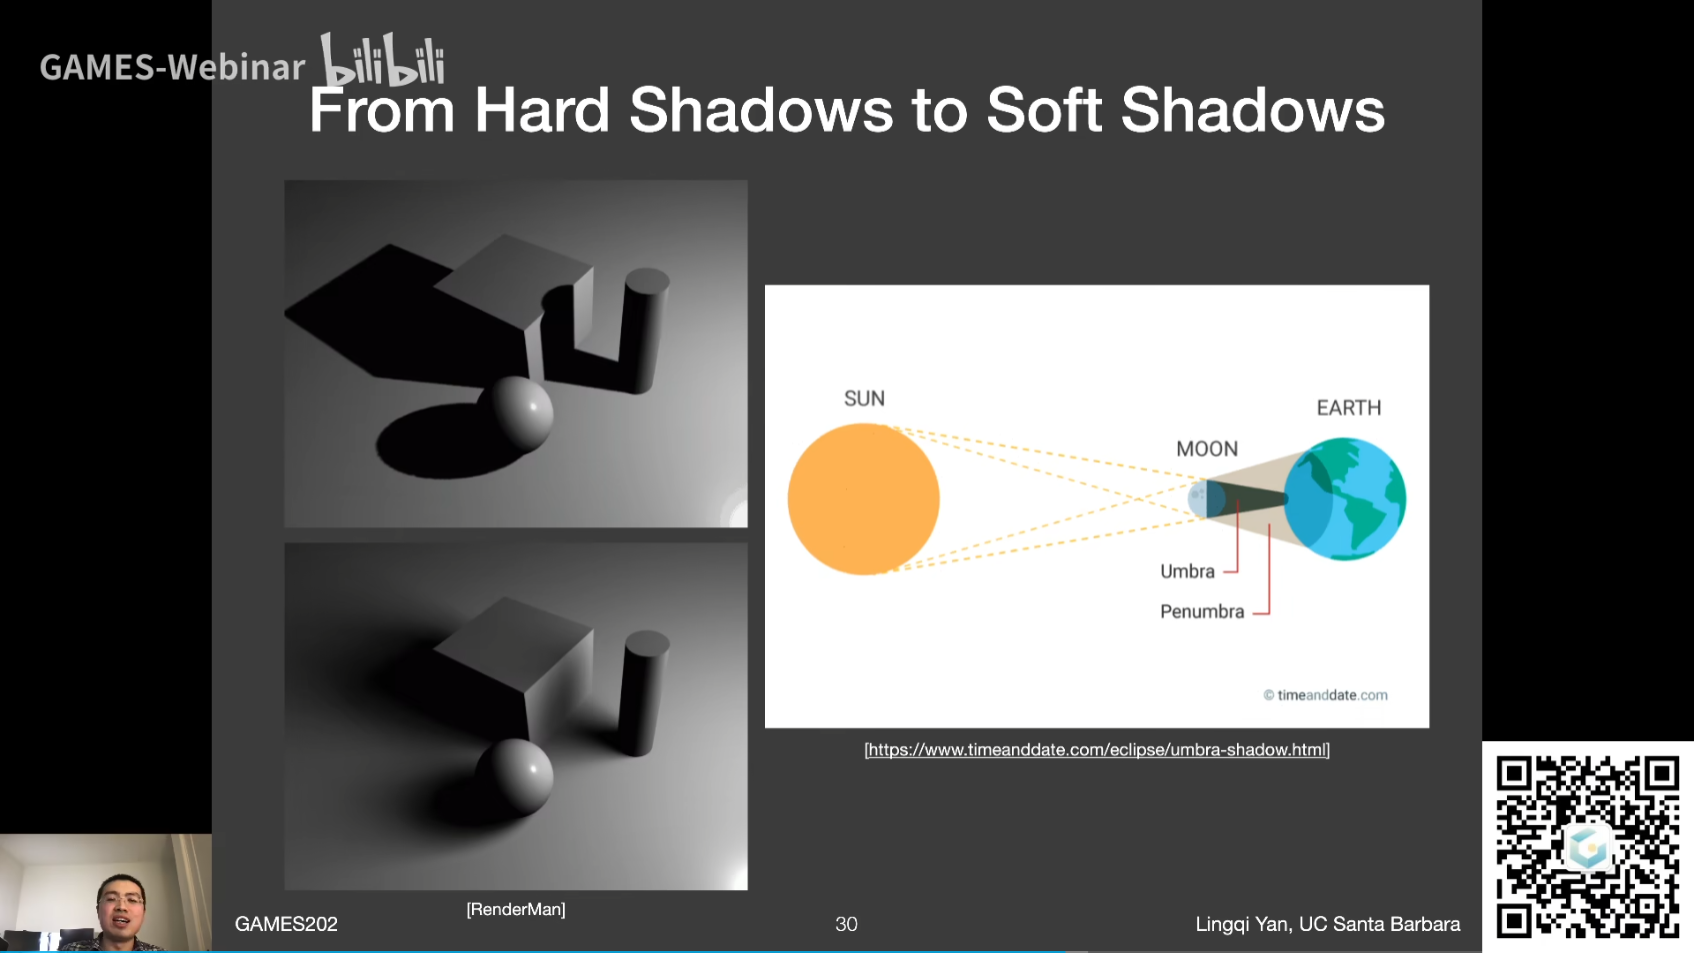 GAMES-Webinar bilibili
From Hard Shadows to Soft Shadows
SUN
EARTH
MOON
Umbra
Penumbra
© timeanddate.com
[https://www.timeanddate.com/eclipse/umbra-shadow.html]
[RenderMan]
GAMES202
30
Lingqi Yan, UC Santa Barbara